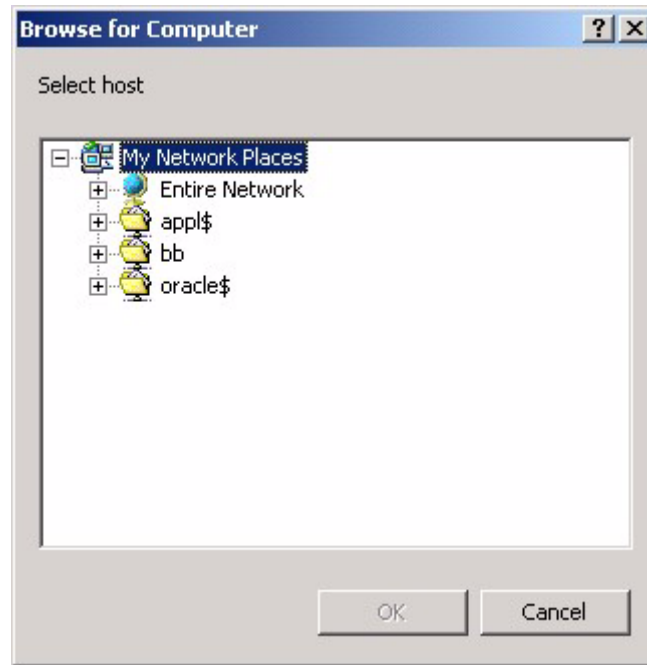 Browse for Computer
Select host
My Network Places
Entire Network
appl$
bb
oracle$
OK
Cancel